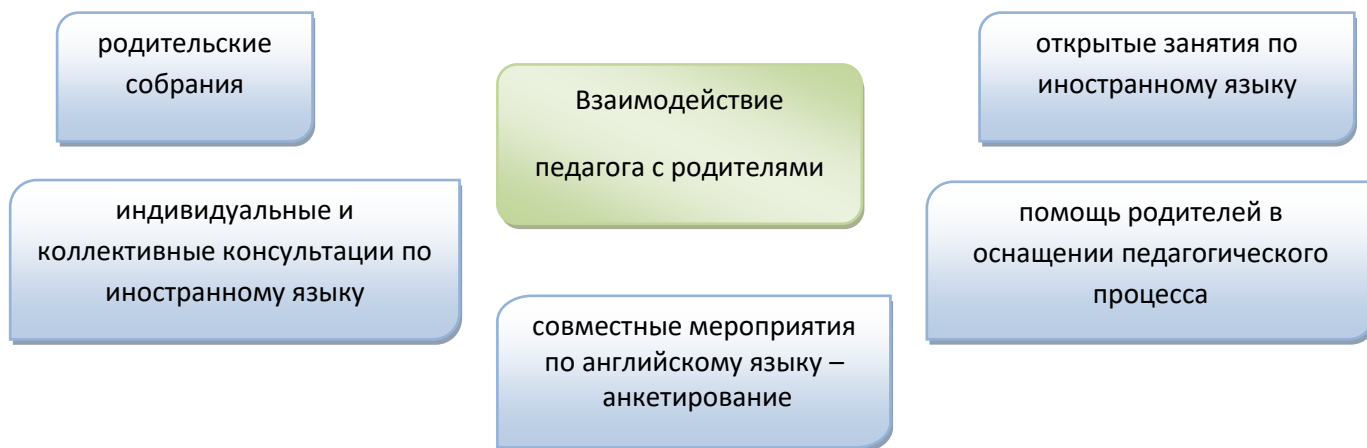 родительские
собрания
Взаимодействие
педагога с родителями
открытые занятия по
иностранному языку
индивидуальные и
коллективные консультации по
иностранному языку
помощь родителей в
оснащении педагогического
процесса
совместные мероприятия
по английскому языку –
анкетирование